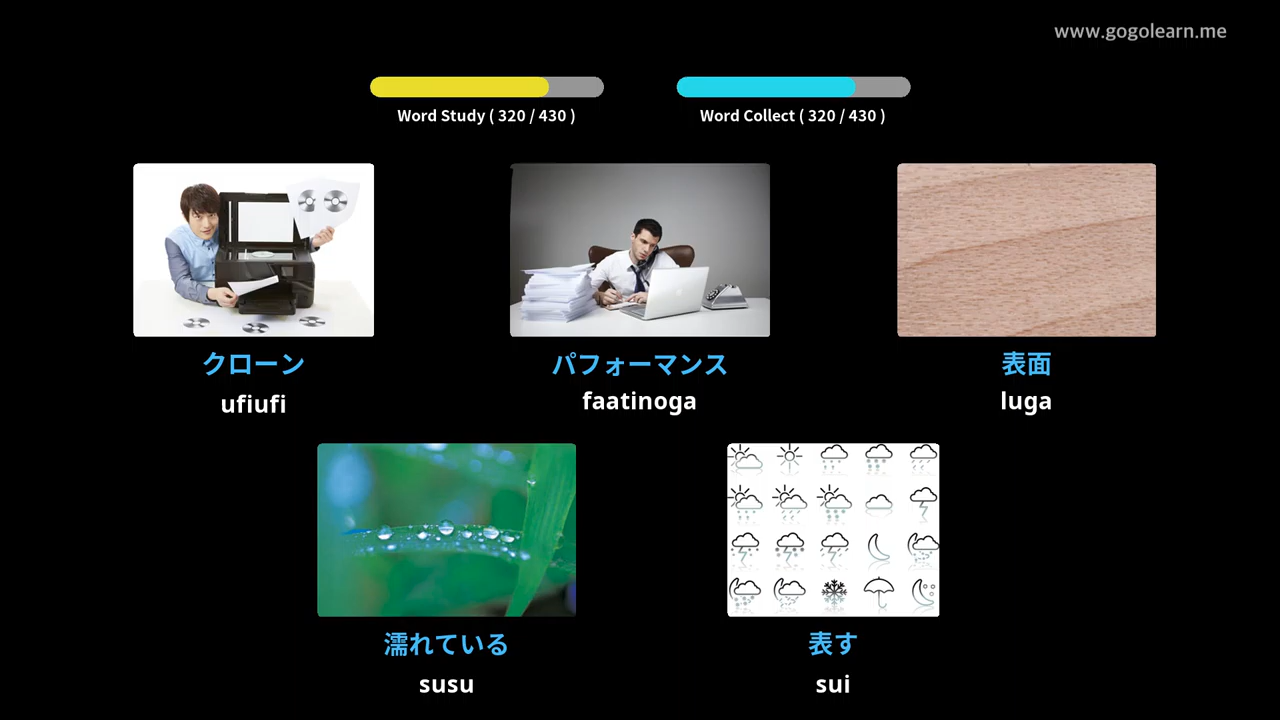 www.gogolearn.me
Word Study ( 320 / 430 )
Word Collect ( 320 / 430 )
クローン
ufiufi
パフォーマンス
faatinoga
表面
luga
濡れている
susu
表す
sui